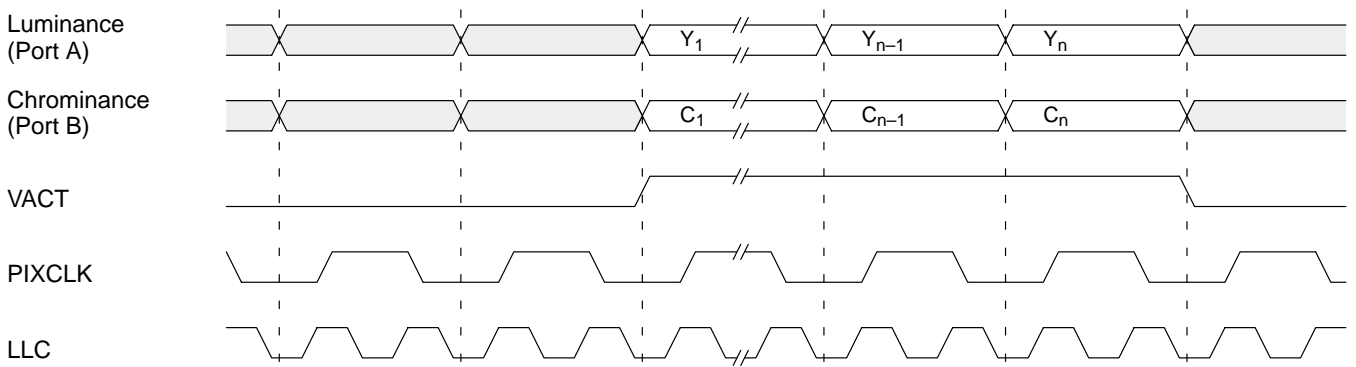 Luminance
(Port A)
Y1
Yn–1
Yn
Chrominance
(Port B)
C1
Cn–1
Cn
VACT
PIXCLK
LLC